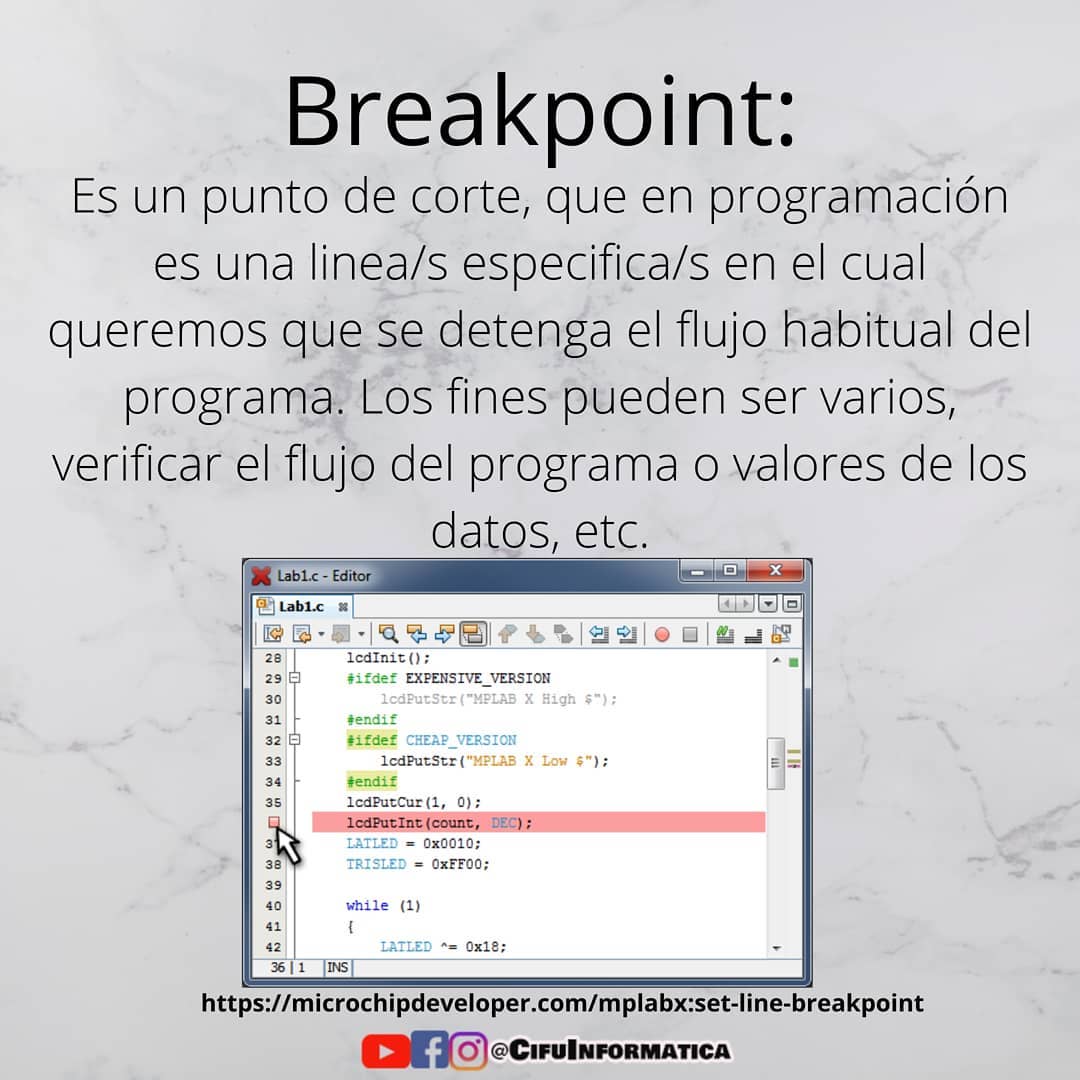 Breakpoint:
Es un punto de corte, que en programación
es una linea/s especifica/s en el cual
queremos que se detenga el flujo habitual del
programa. Los fines pueden ser varios,
verificar el flujo del programa o valores de los
datos, etc.
Lab1.c - Editor
Lab1.c
28 lcdInit();
29 #ifdef EXPENSIVE_VERSION
30 lcdPutStr("MPLAB X High $");
31 #endif
32 #ifdef CHEAP_VERSION
33 lcdPutStr("MPLAB X Low $");
34 #endif
35 lcdPutCur(1, 0);
lcdPutInt(count, DEC);
37 LATLED = 0x0010;
38 TRISLED = 0xFF00;
39
40 while (1)
41 {
42 LATLED ^= 0x18;
36 | 1 INS
https://microchipdeveloper.com/mplabx:set-line-breakpoint
@CifuInformatica